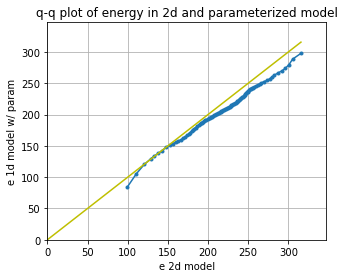 q-q plot of energy in 2d and parameterized model
e 1d model w/ param
300
250
200
150
100
50
0
0 50 100 150 200 250 300
e 2d model